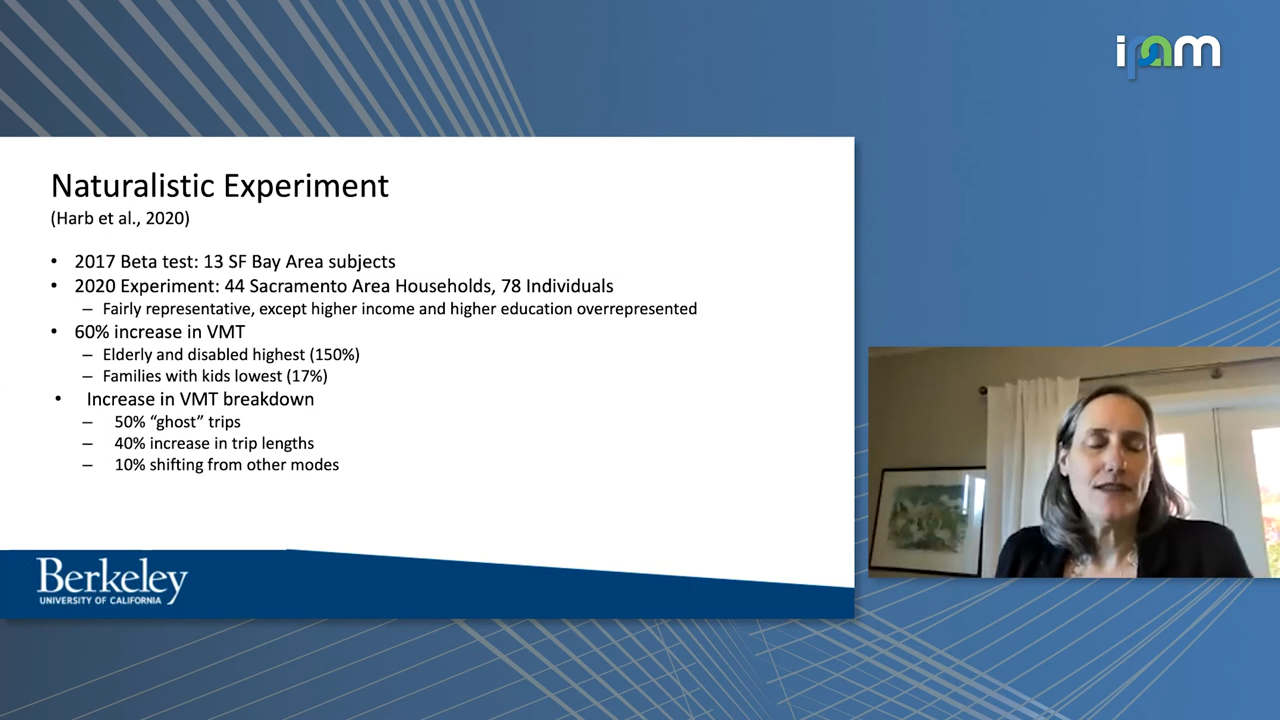 ipam
Naturalistic Experiment
(Harb et al., 2020)
• 2017 Beta test: 13 SF Bay Area subjects
• 2020 Experiment: 44 Sacramento Area Households, 78 Individuals
– Fairly representative, except higher income and higher education overrepresented
• 60% increase in VMT
– Elderly and disabled highest (150%)
– Families with kids lowest (17%)
• Increase in VMT breakdown
– 50% “ghost” trips
– 40% increase in trip lengths
– 10% shifting from other modes
Berkeley
UNIVERSITY OF CALIFORNIA